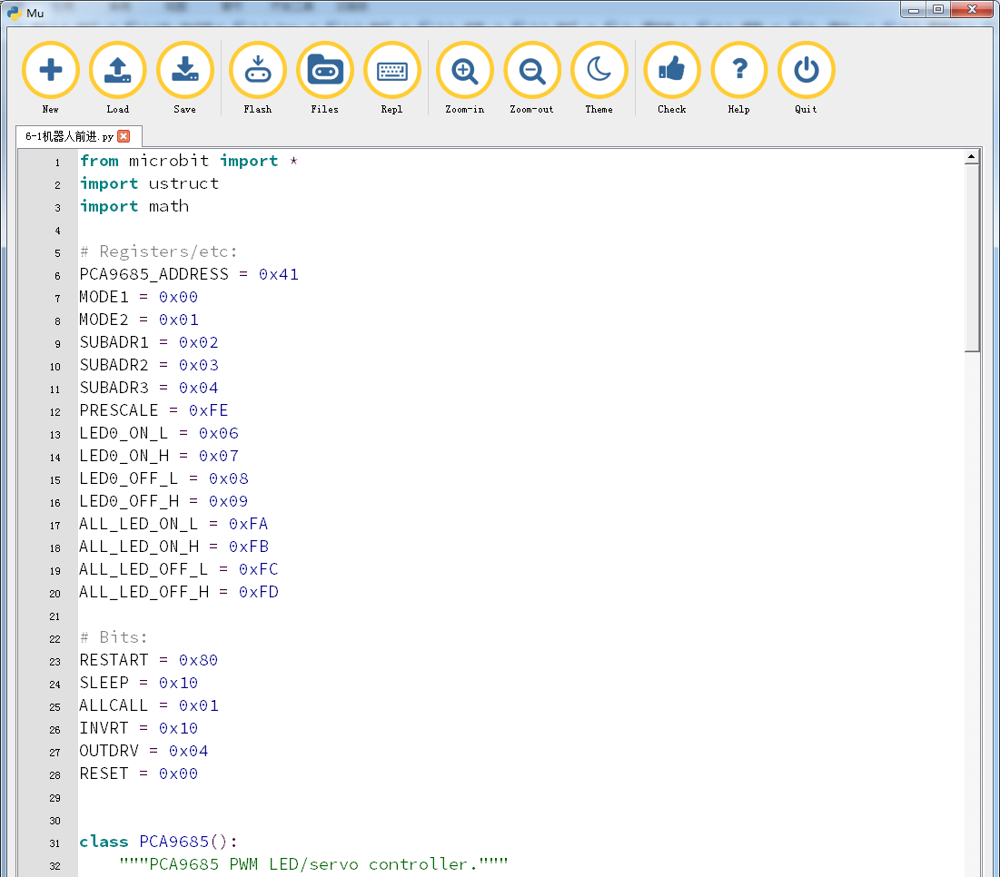 Mu
New Load Save Flash Files Repl Zoom-in Zoom-out Theme Check Help Quit
6-1机器人前进.py
1 from microbit import *
2 import ustruct
3 import math
4
5 # Registers/etc:
6 PCA9685_ADDRESS = 0x41
7 MODE1 = 0x00
8 MODE2 = 0x01
9 SUBADR1 = 0x02
10 SUBADR2 = 0x03
11 SUBADR3 = 0x04
12 PRESCALE = 0xFE
13 LED0_ON_L = 0x06
14 LED0_ON_H = 0x07
15 LED0_OFF_L = 0x08
16 LED0_OFF_H = 0x09
17 ALL_LED_ON_L = 0xFA
18 ALL_LED_ON_H = 0xFB
19 ALL_LED_OFF_L = 0xFC
20 ALL_LED_OFF_H = 0xFD
21
22 # Bits:
23 RESTART = 0x80
24 SLEEP = 0x10
25 ALLCALL = 0x01
26 INVRT = 0x10
27 OUTDRV = 0x04
28 RESET = 0x00
29
30
31 class PCA9685():
32 """PCA9685 PWM LED/servo controller."""